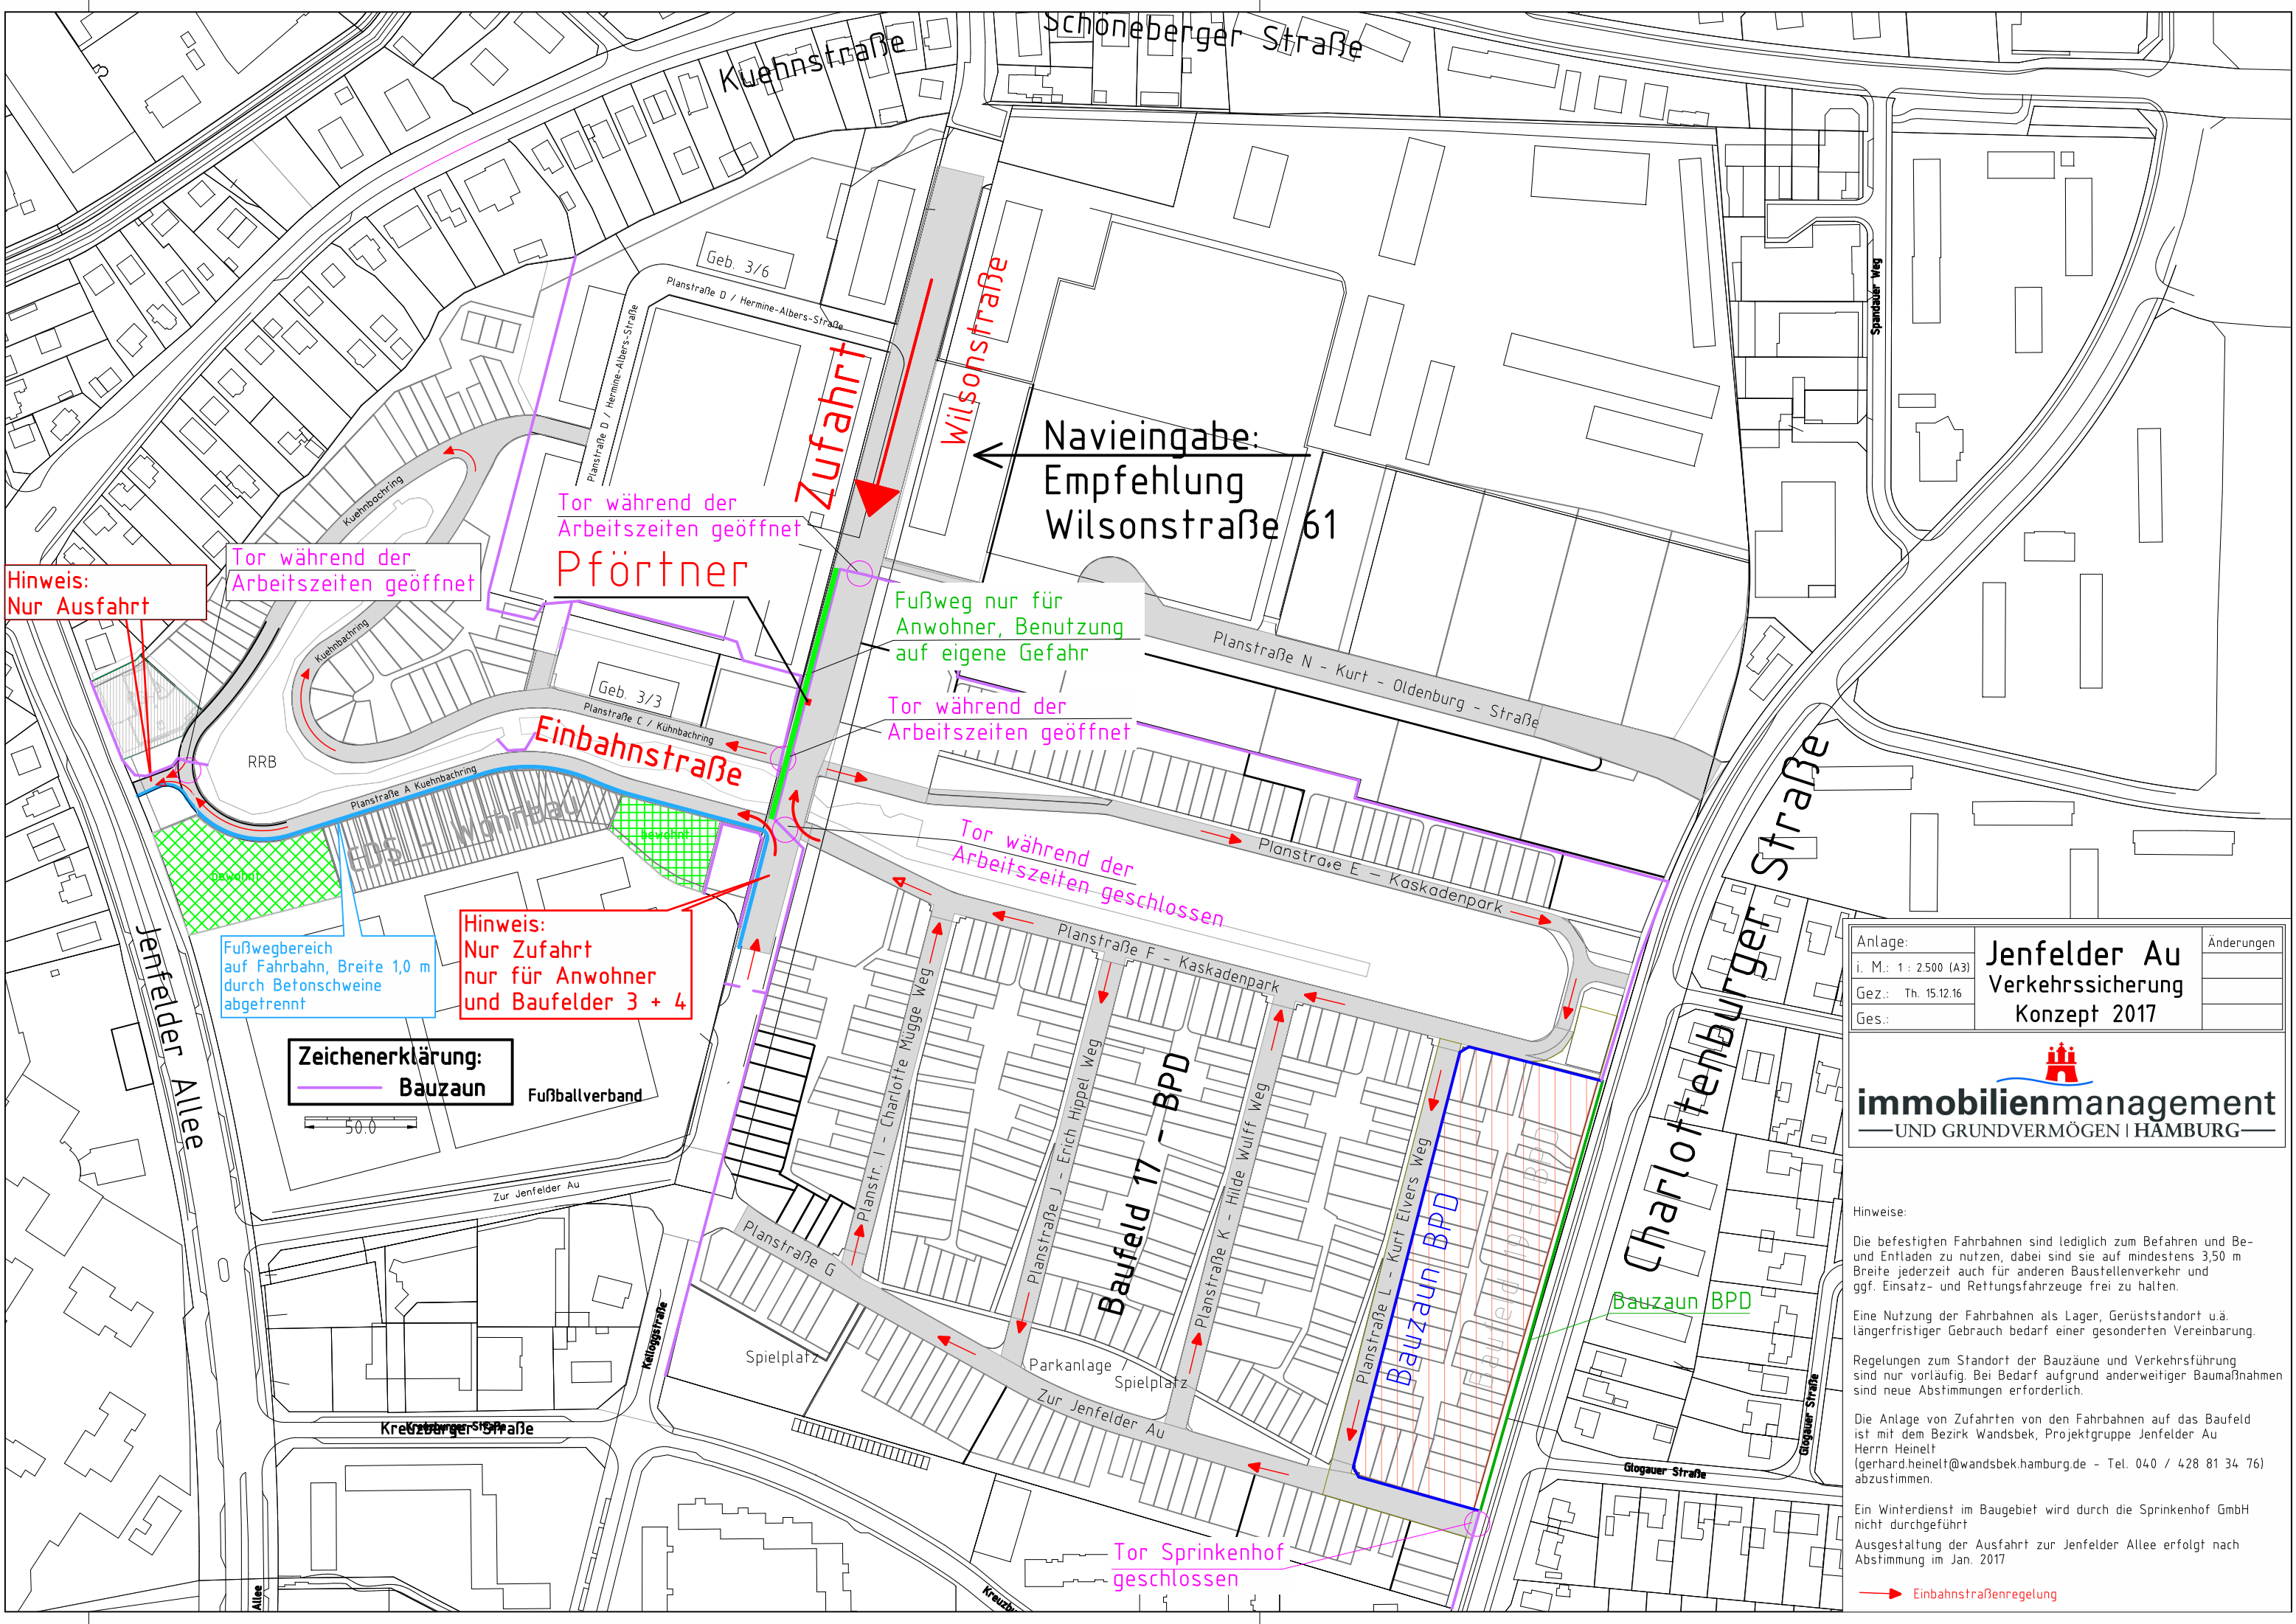 Schöneberger Straße
Kuehnstraße
Geb. 3/6
Planstraße D / Hermine-Albers-Straße
Planstraße D / Hermine-Albers-Straße
Zufahrt
Wilsonstraße
Spandauer Weg
Navieingabe:
Empfehlung
Wilsonstraße 61
Kuehnbachring
Tor während der
Arbeitszeiten geöffnet
Pförtner
Tor während der
Arbeitszeiten geöffnet
Hinweis:
Nur Ausfahrt
Fußweg nur für
Anwohner, Benutzung
auf eigene Gefahr
Kuehnbachring
Planstraße N - Kurt - Oldenburg - Straße
Geb. 3/3
Planstraße C / Kühnbachring
Tor während der
Arbeitszeiten geöffnet
Einbahnstraße
RRB
Planstraße A Kuehnbachring
EDS - Wohnbau
bewohnt
bewohnt
Tor während der
Arbeitszeiten geschlossen
Planstraße E - Kaskadenpark
Planstraße F - Kaskadenpark
Charlottenburger Straße
Jenfelder Allee
Fußwegbereich
auf Fahrbahn, Breite 1,0 m
durch Betonschweine
abgetrennt
Hinweis:
Nur Zufahrt
nur für Anwohner
und Baufelder 3 + 4
Zeichenerklärung:
Bauzaun
50.0
Fußballverband
Zur Jenfelder Au
Planstr. I - Charlotte Mügge Weg
Planstraße J - Erich Hippel Weg
Baufeld 17 - BPD
Planstraße K - Hilde Wulff Weg
Planstraße L - Kurt Elvers Weg
Bauzaun BPD
Bauzaun BPD
Planstraße G
Spielplatz
Parkanlage /
Spielplatz
Zur Jenfelder Au
Kelloggstraße
Kreuzburger Straße
Kreuzburger Straße
Allee
Glogauer Straße
Glogauer Straße
Tor Sprinkenhof
geschlossen
Anlage:
i. M.: 1 : 2.500 (A3)
Gez.: Th. 15.12.16
Ges.:
Jenfelder Au
Verkehrssicherung
Konzept 2017
Änderungen
immobilienmanagement
UND GRUNDVERMÖGEN | HAMBURG
Hinweise:
Die befestigten Fahrbahnen sind lediglich zum Befahren und Be-
und Entladen zu nutzen, dabei sind sie auf mindestens 3,50 m
Breite jederzeit auch für anderen Baustellenverkehr und
ggf. Einsatz- und Rettungsfahrzeuge frei zu halten.
Eine Nutzung der Fahrbahnen als Lager, Gerüststandort u.ä.
längerfristiger Gebrauch bedarf einer gesonderten Vereinbarung.
Regelungen zum Standort der Bauzäune und Verkehrsführung
sind nur vorläufig. Bei Bedarf aufgrund anderweitiger Baumaßnahmen
sind neue Abstimmungen erforderlich.
Die Anlage von Zufahrten von den Fahrbahnen auf das Baufeld
ist mit dem Bezirk Wandsbek, Projektgruppe Jenfelder Au
Herrn Heinelt
(gerhard.heinelt@wandsbek.hamburg.de - Tel. 040 / 428 81 34 76)
abzustimmen.
Ein Winterdienst im Baugebiet wird durch die Sprinkenhof GmbH
nicht durchgeführt
Ausgestaltung der Ausfahrt zur Jenfelder Allee erfolgt nach
Abstimmung im Jan. 2017
Einbahnstraßenregelung